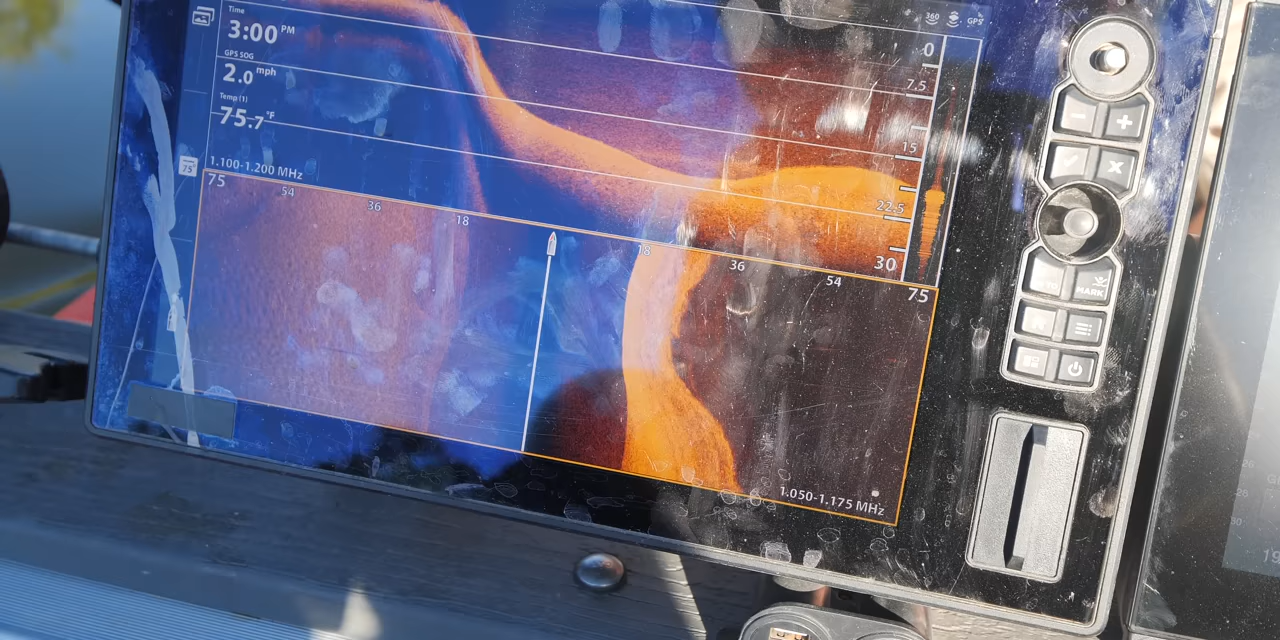 Time
3:00 PM
GPS SOG
2.0 mph
Temp (1)
75.7 °F
360 GPS
0
7.5
15
22.5
30
75
1.100-1.200 MHz
75 54 36 18 18 36 54 75
1.050-1.175 MHz
MARK